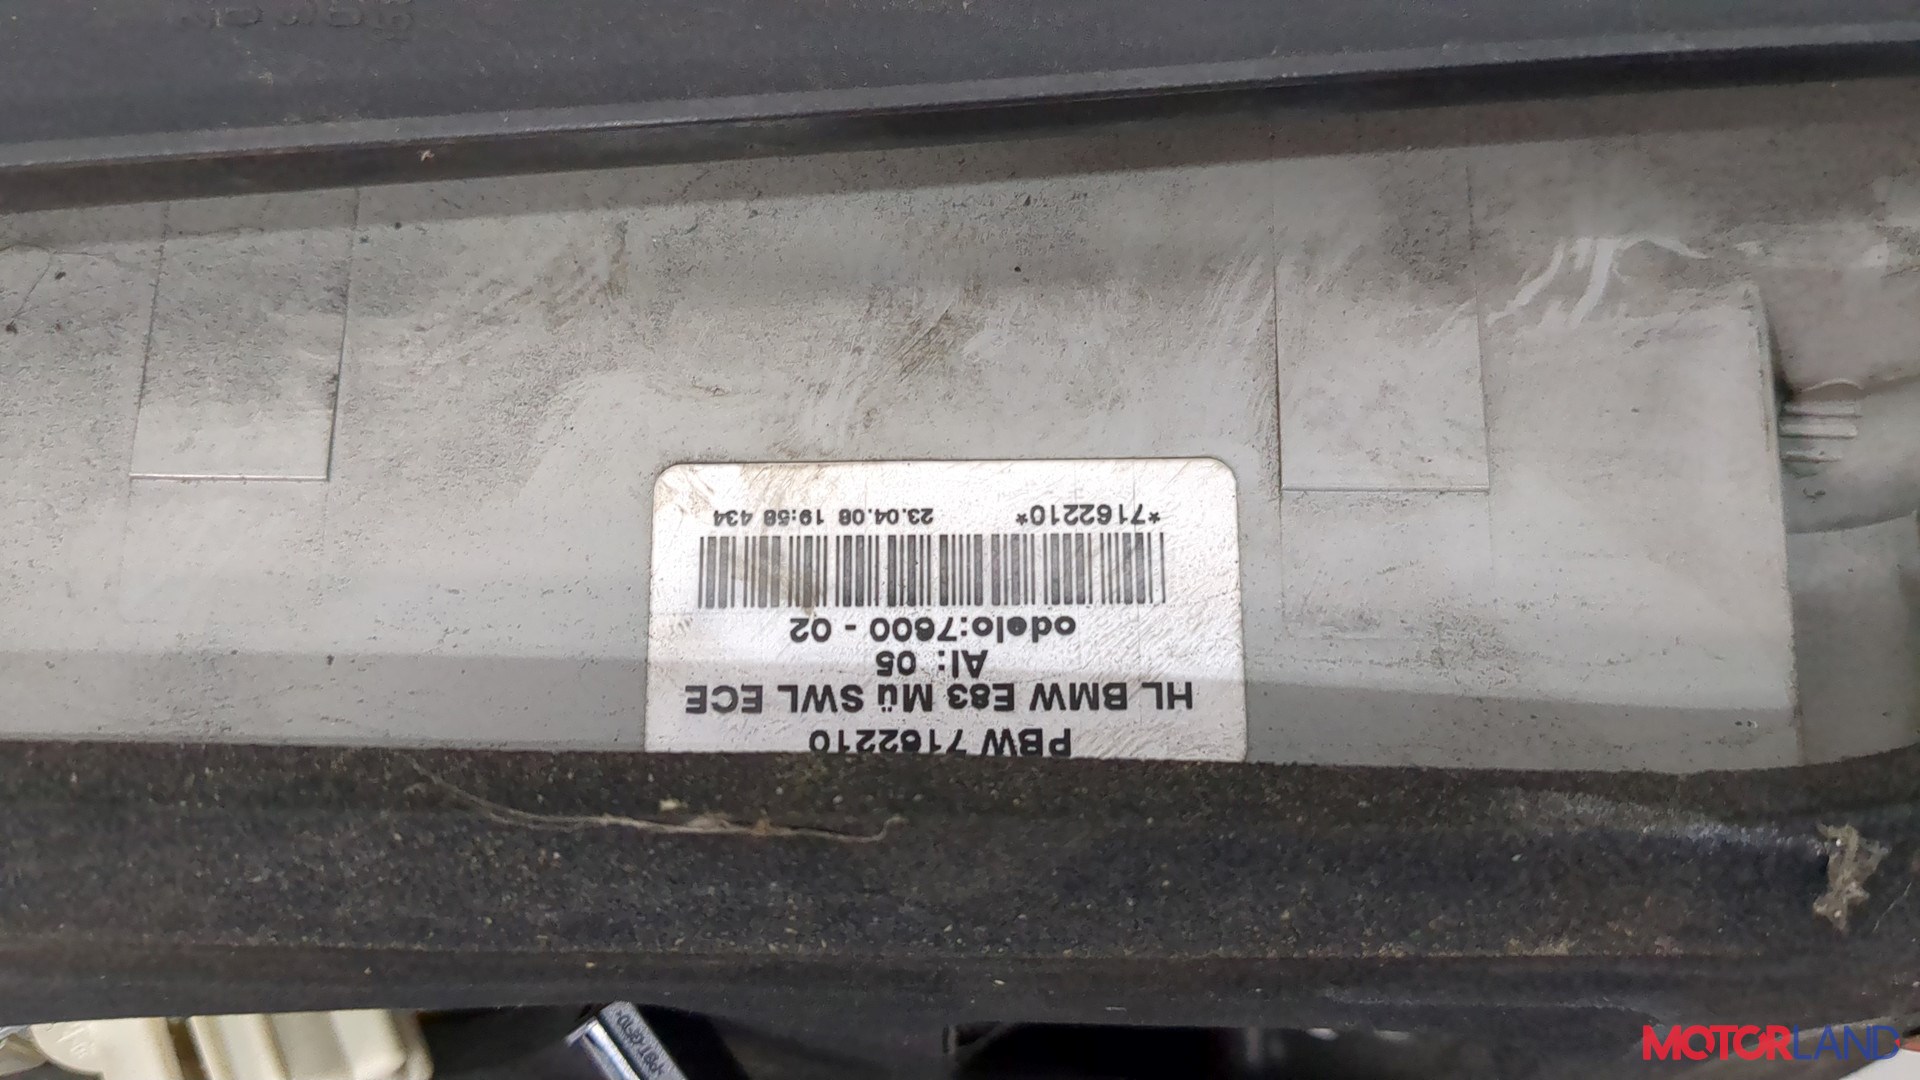 PBW 7162210
HL BMW E83 Mü SWL ECE
AI: 05
odelo:7600 - 02
*7162210* 23.04.08 19:58 434
MOTORLAND